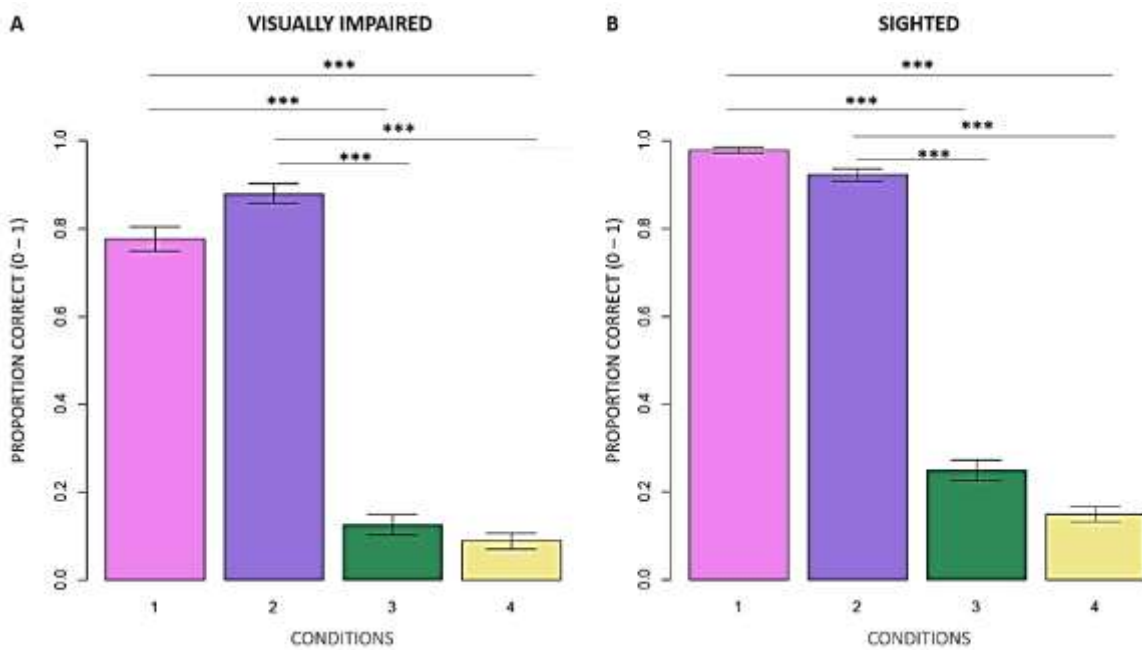 A
VISUALLY IMPAIRED
***
***
***
***
PROPORTION CORRECT (0 – 1)
1.0
0.8
0.6
0.4
0.2
0.0
1 2 3 4
CONDITIONS
B
SIGHTED
***
***
***
***
PROPORTION CORRECT (0 – 1)
1.0
0.8
0.6
0.4
0.2
0.0
1 2 3 4
CONDITIONS